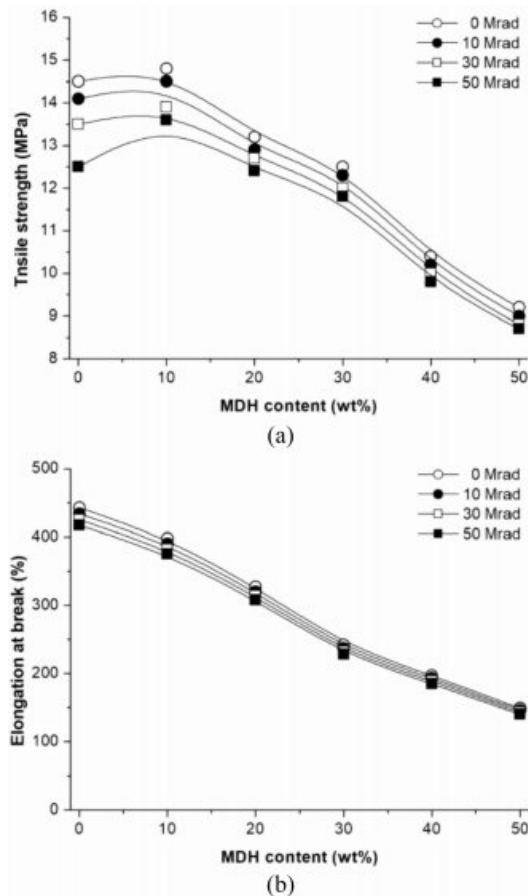 16
15
14
13
12
11
10
9
8
Tnsile strength (MPa)
0 Mrad
10 Mrad
30 Mrad
50 Mrad
0 10 20 30 40 50
MDH content (wt%)
(a)
500
400
300
200
100
0
Elongation at break (%)
0 Mrad
10 Mrad
30 Mrad
50 Mrad
0 10 20 30 40 50
MDH content (wt%)
(b)